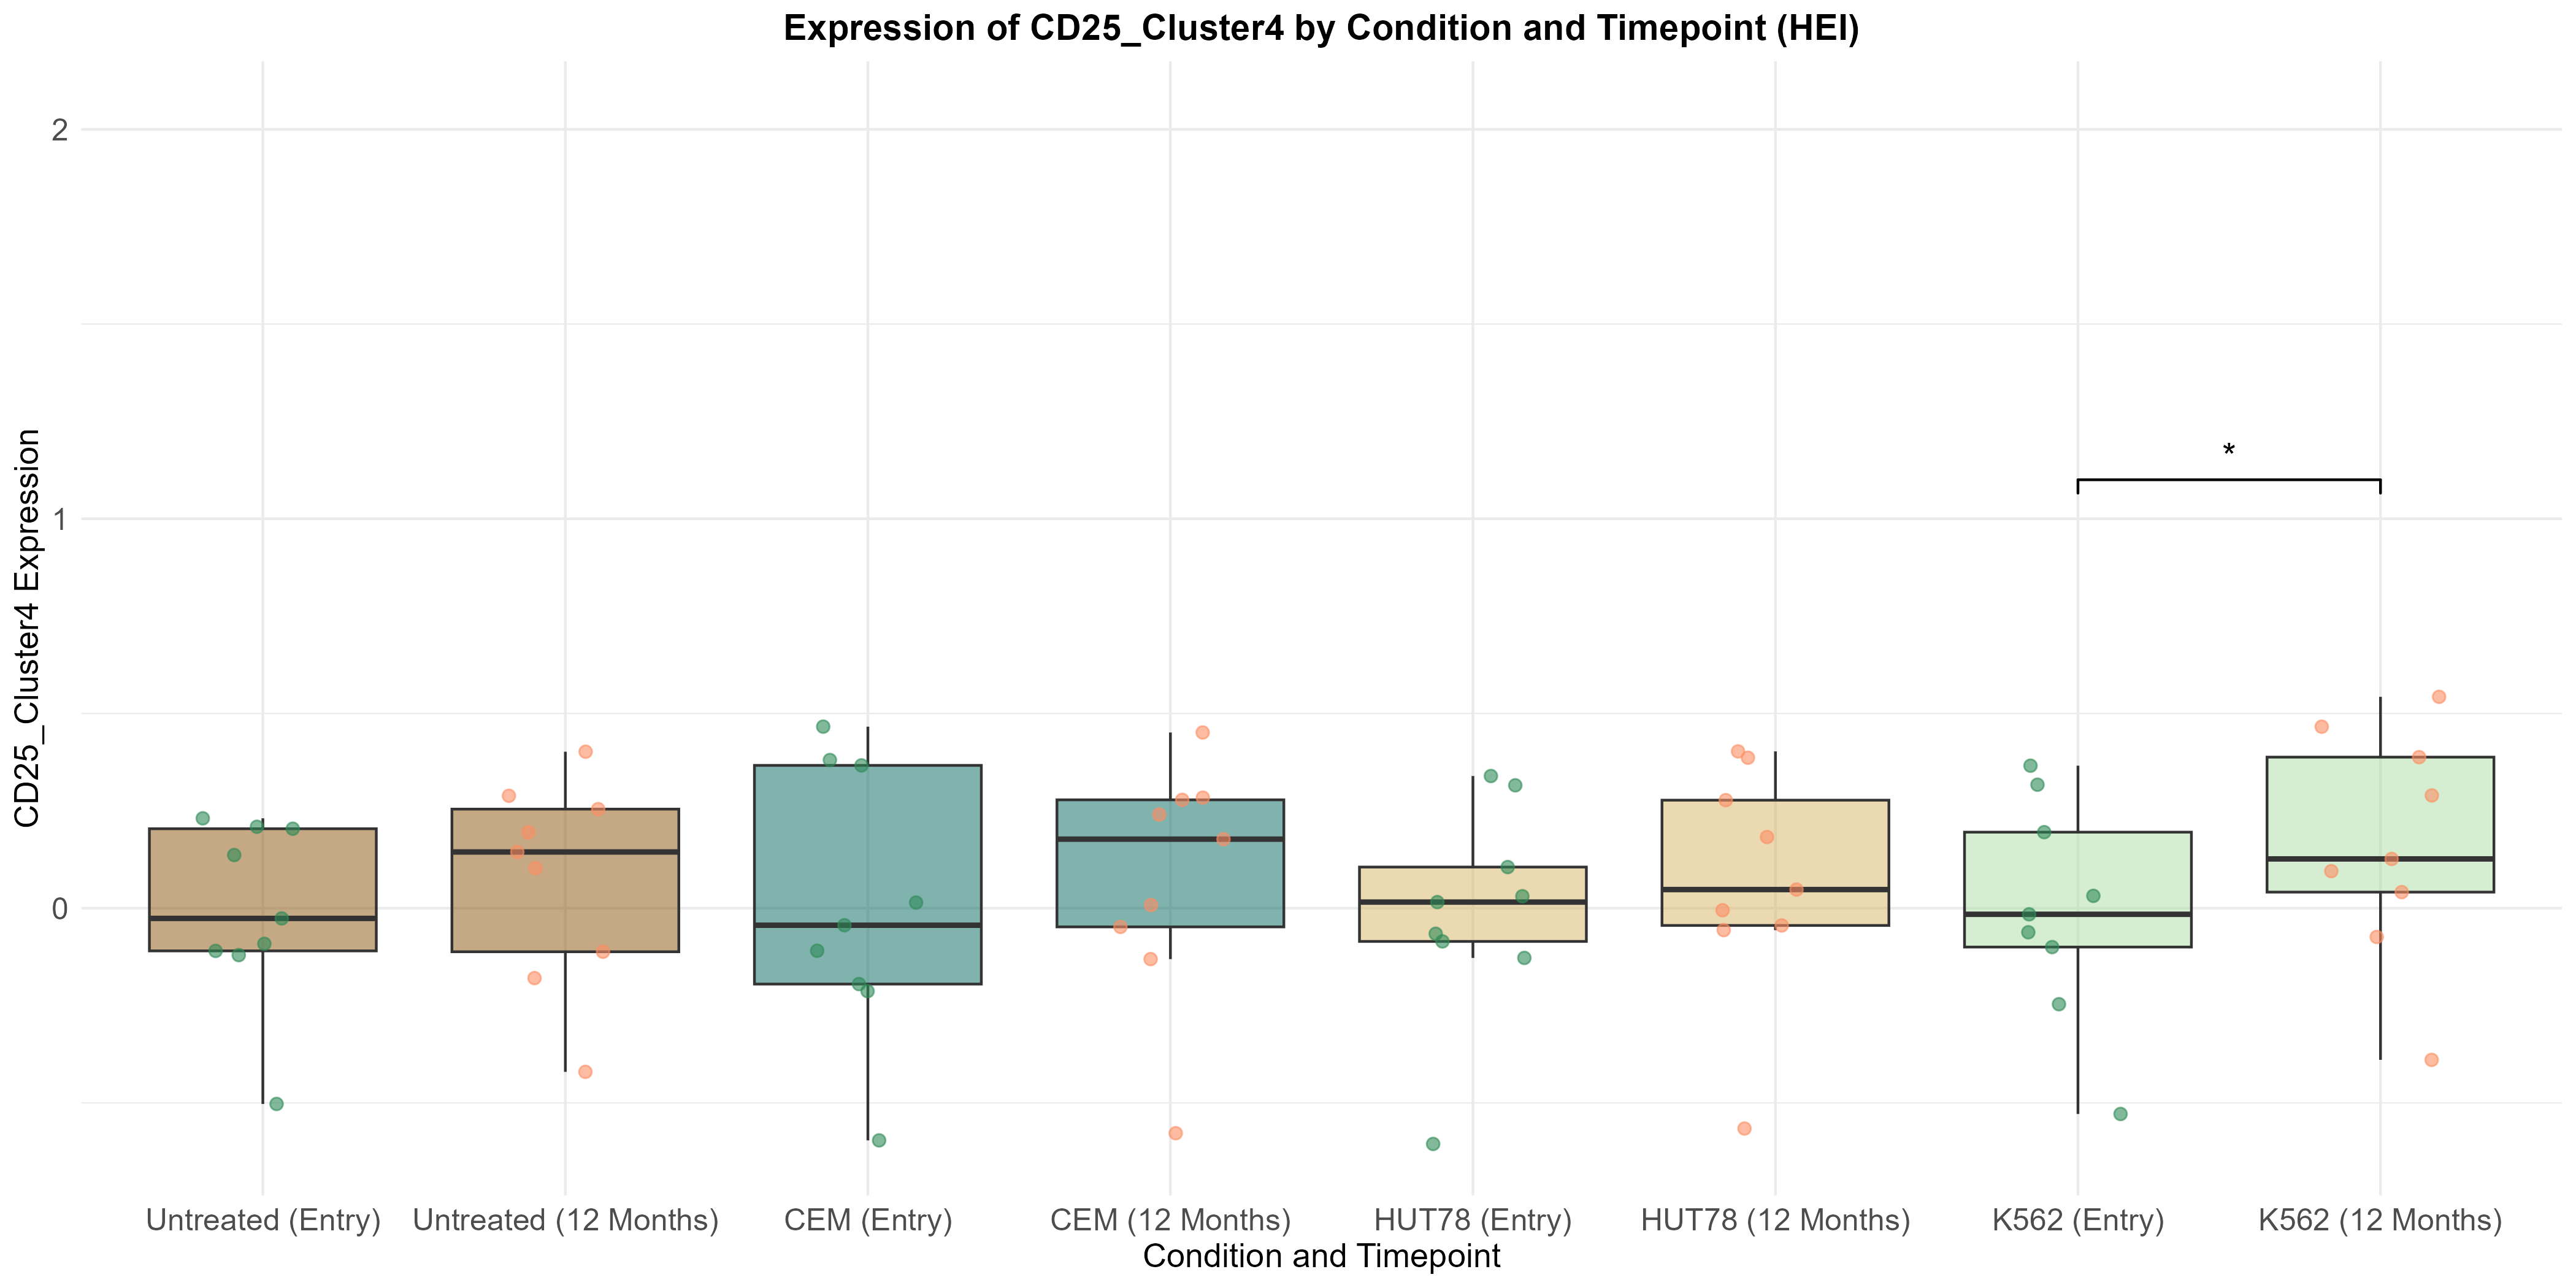 Expression of CD25_Cluster4 by Condition and Timepoint (HEI)
CD25_Cluster4 Expression
2
1
0
*
Untreated (Entry)
Untreated (12 Months)
CEM (Entry)
CEM (12 Months)
HUT78 (Entry)
HUT78 (12 Months)
K562 (Entry)
K562 (12 Months)
Condition and Timepoint